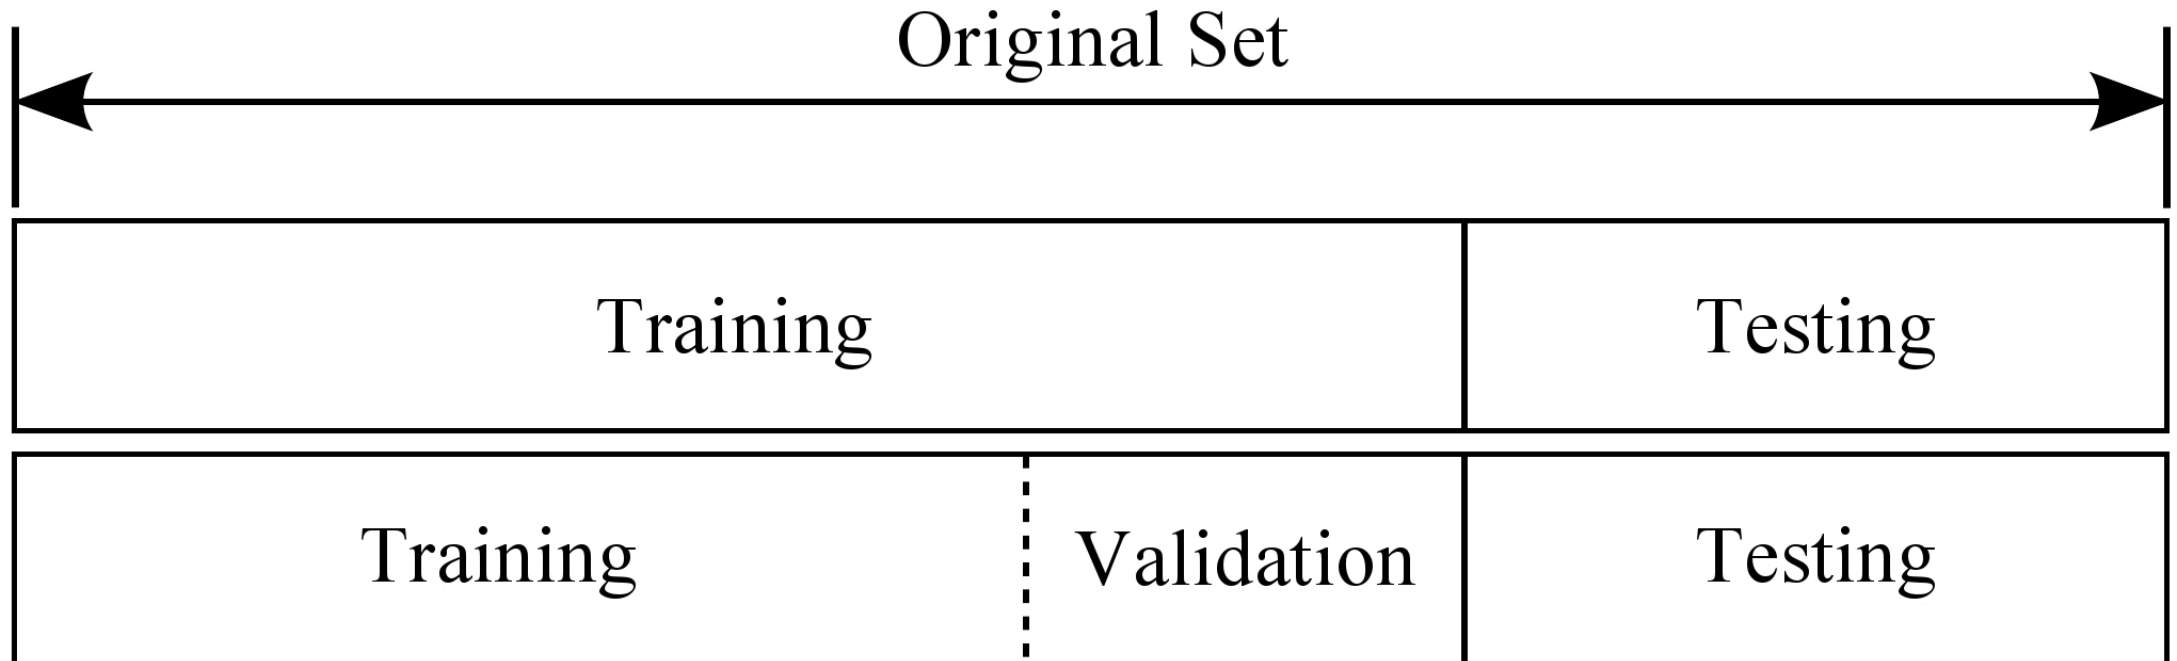 Original Set
Training Testing
Training Validation Testing